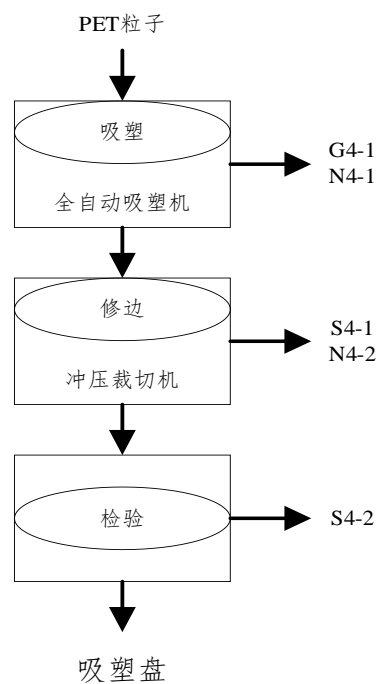 PET粒子
吸塑
全自动吸塑机
G4-1
N4-1
修边
冲压裁切机
S4-1
N4-2
检验
S4-2
吸塑盘